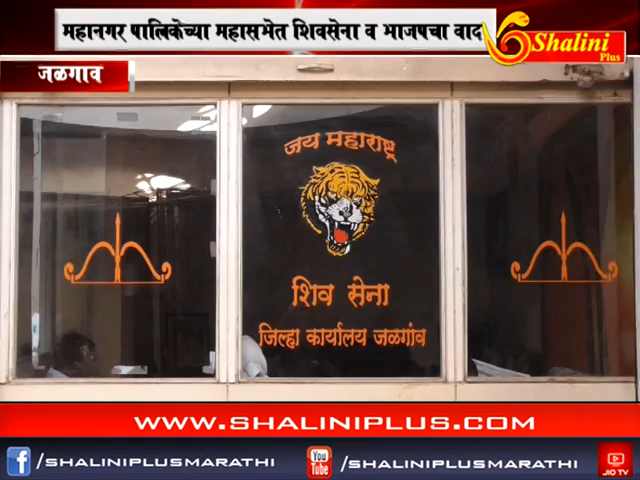 महानगर पालिकेच्या महासभेत शिवसेना व भाजपचा वाद
Shalini
Plus
जळगाव
जय महाराष्ट्र
शिव सेना
जिल्हा कार्यालय जळगांव
WWW.SHALINIPLUS.COM
f /SHALINIPLUSMARATHI
You Tube /SHALINIPLUSMARATHI
JIO TV